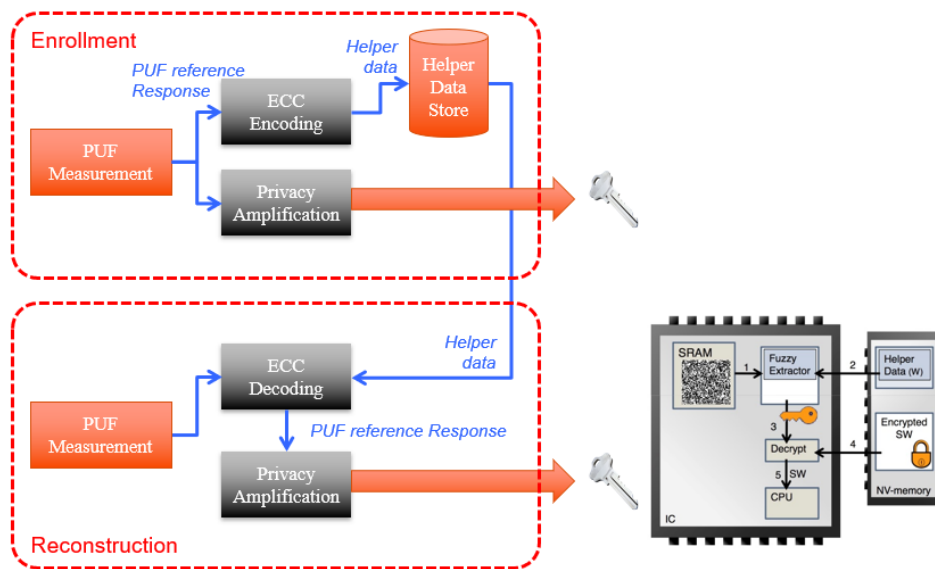 Enrollment
PUF reference
Response
Helper
data
Helper
Data
Store
ECC
Encoding
PUF
Measurement
Privacy
Amplification
Helper
data
ECC
Decoding
PUF
Measurement
PUF reference Response
Privacy
Amplification
Reconstruction
SRAM
1
Fuzzy
Extractor
2
Helper
Data (W)
3
Decrypt
4
Encrypted
SW
5 SW
CPU
IC
NV-memory